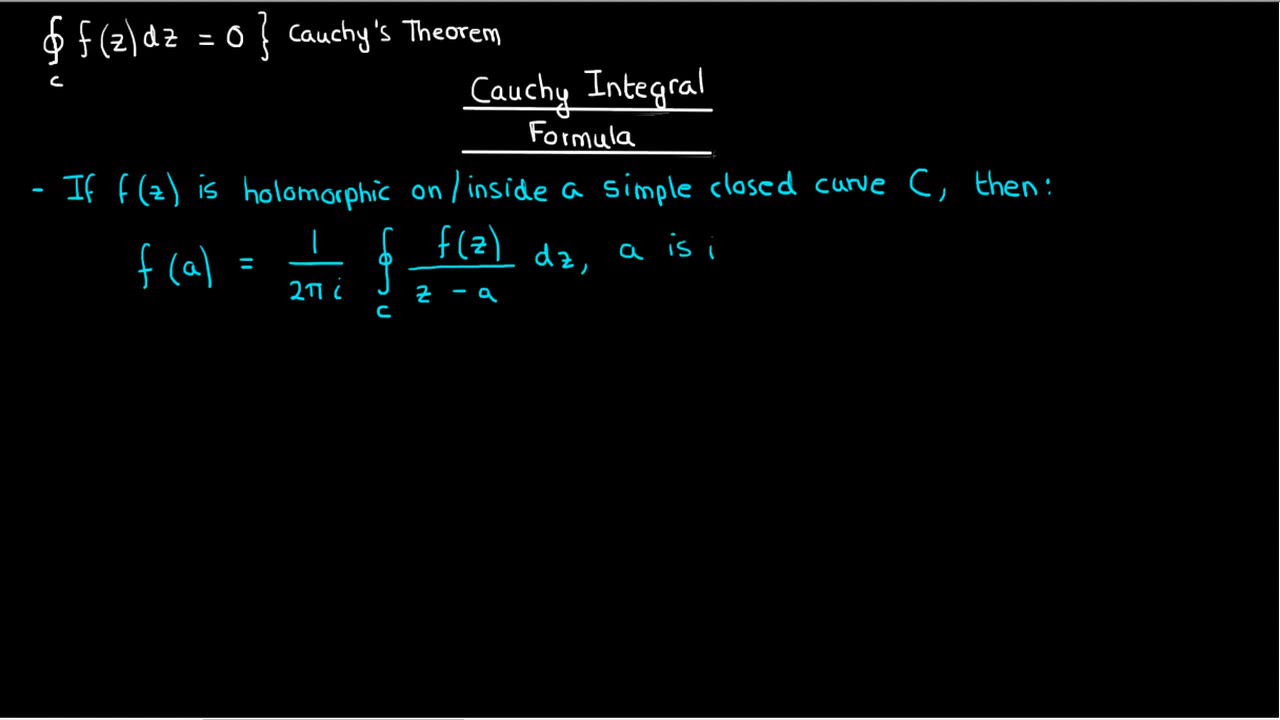 ∮_c f(z) dz = 0 } Cauchy's Theorem
Cauchy Integral
Formula
- If f(z) is holomorphic on/inside a simple closed curve C, then:
f(a) = 1/(2πi) ∮_c f(z)/(z - a) dz, a is i